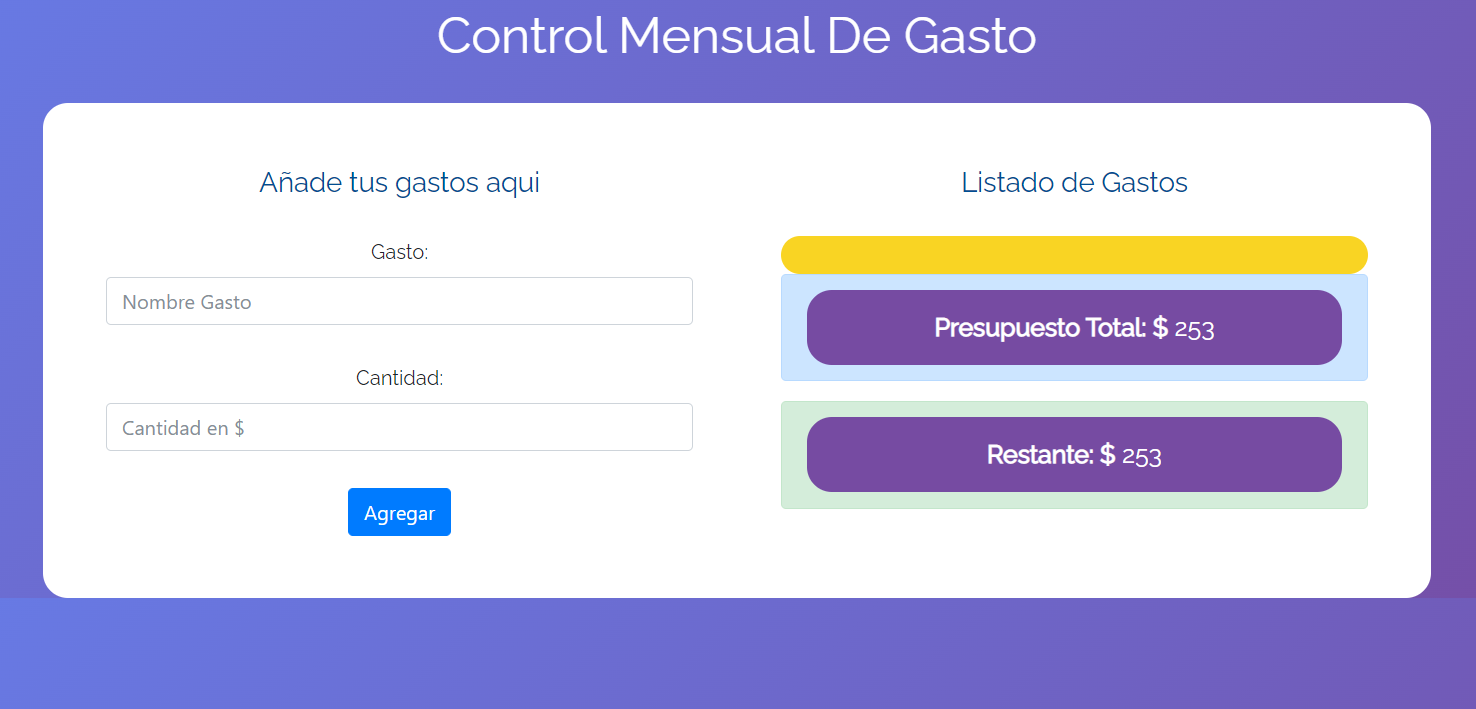 Control Mensual De Gasto
Añade tus gastos aqui
Gasto:
Nombre Gasto
Cantidad:
Cantidad en $
Agregar
Listado de Gastos
Presupuesto Total: $ 253
Restante: $ 253